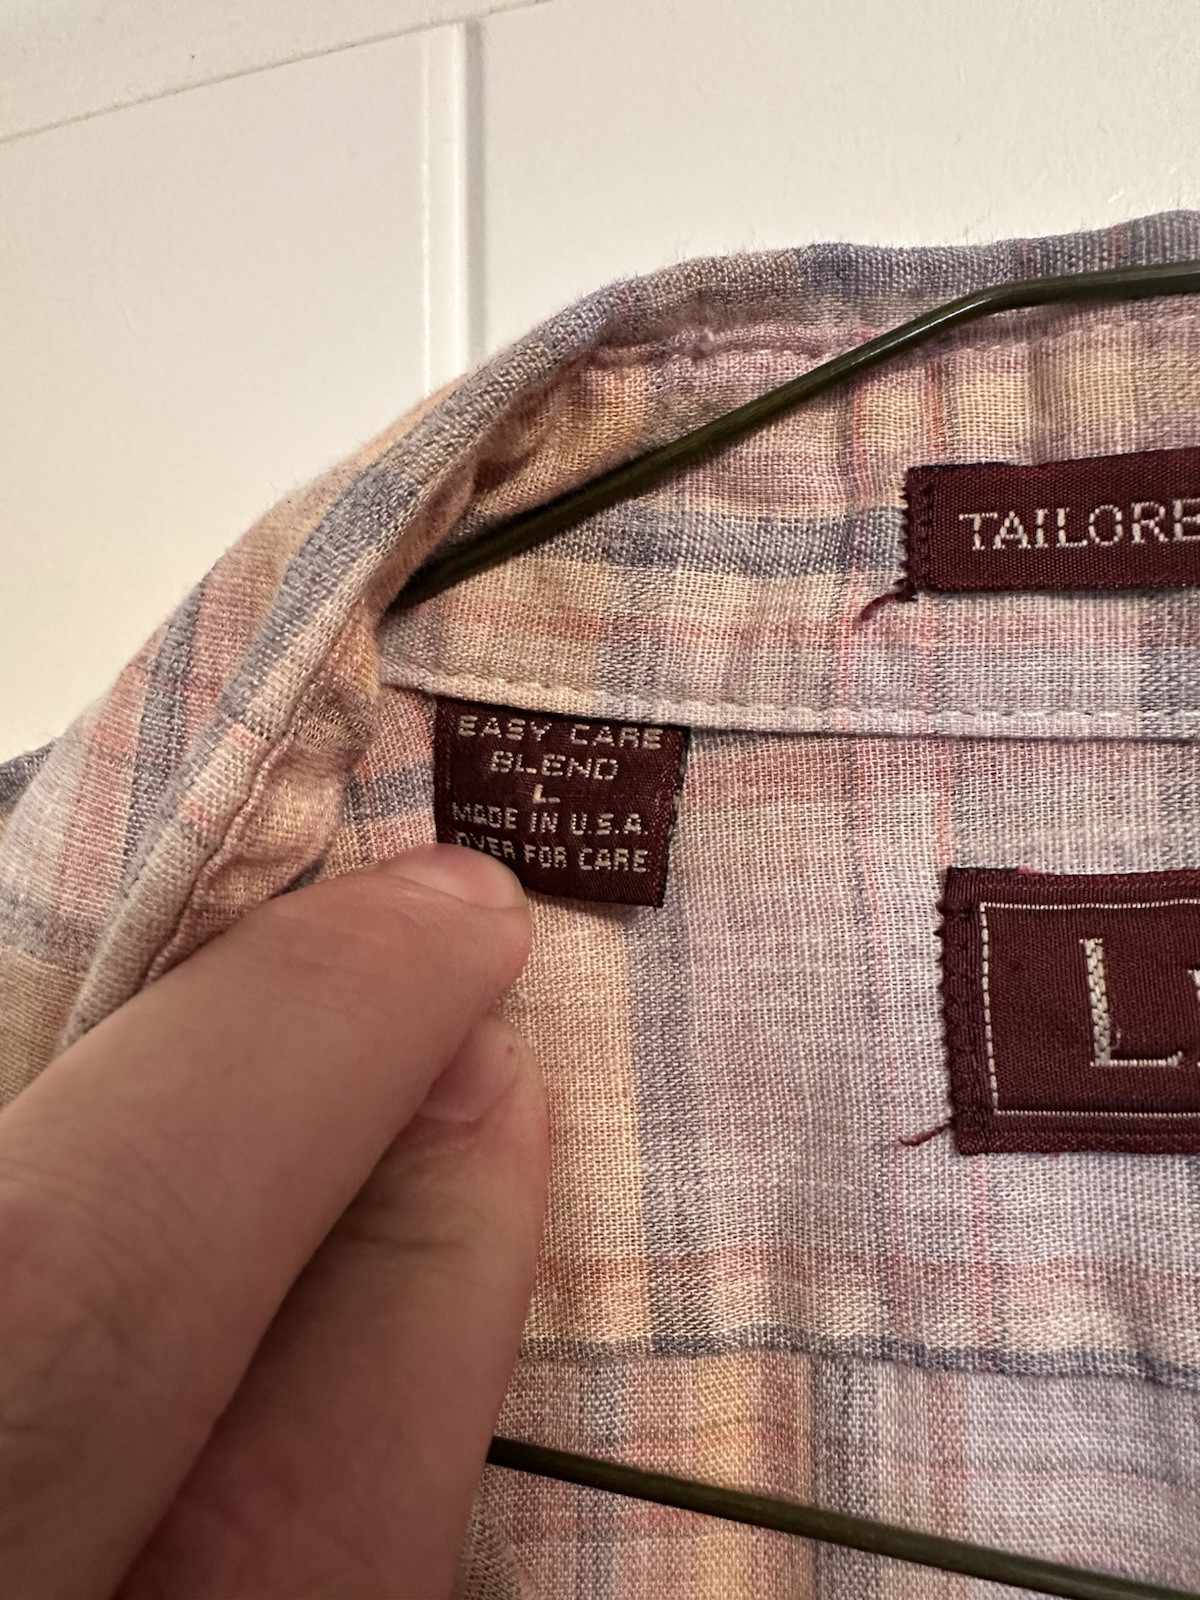 TAILORE
EASY CARE
BLEND
L
MADE IN U.S.A.
OVER FOR CARE
L